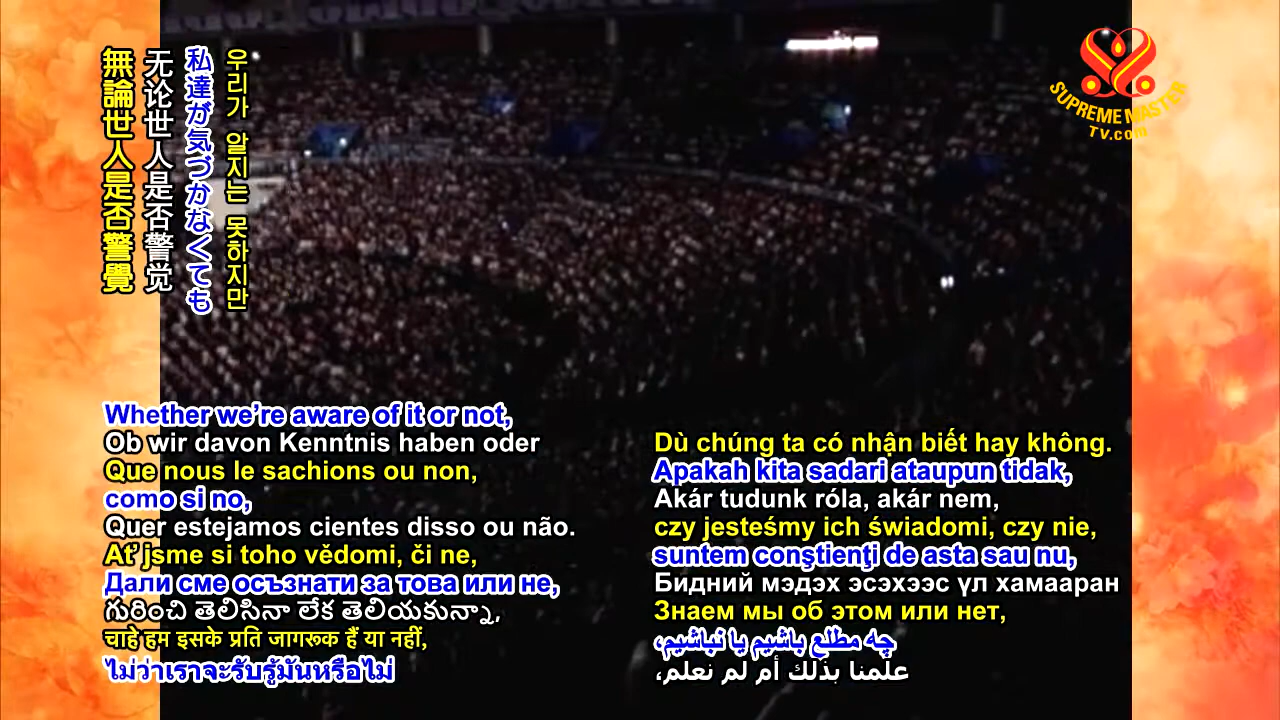 無論世人是否警覺
无论世人是否警觉
私達が気づかなくても
우리가 알지는 못하지만
SUPREME MASTER
TV.com
Whether we're aware of it or not,
Ob wir davon Kenntnis haben oder
Que nous le sachions ou non,
como si no,
Quer estejamos cientes disso ou não.
Ať jsme si toho vědomi, či ne,
Дали сме осъзнати за това или не,
గురించి తెలిసినా లేక తెలియకున్నా,
चाहे हम इसके प्रति जागरूक हैं या नहीं,
ไม่ว่าเราจะรับรู้มันหรือไม่
Dù chúng ta có nhận biết hay không.
Apakah kita sadari ataupun tidak,
Akár tudunk róla, akár nem,
czy jesteśmy ich świadomi, czy nie,
suntem conştienţi de asta sau nu,
Бидний мэдэх эсэхээс үл хамааран
Знаем мы об этом или нет,
چه مطلع باشیم یا نباشیم،
علمنا بذلك أم لم نعلم،